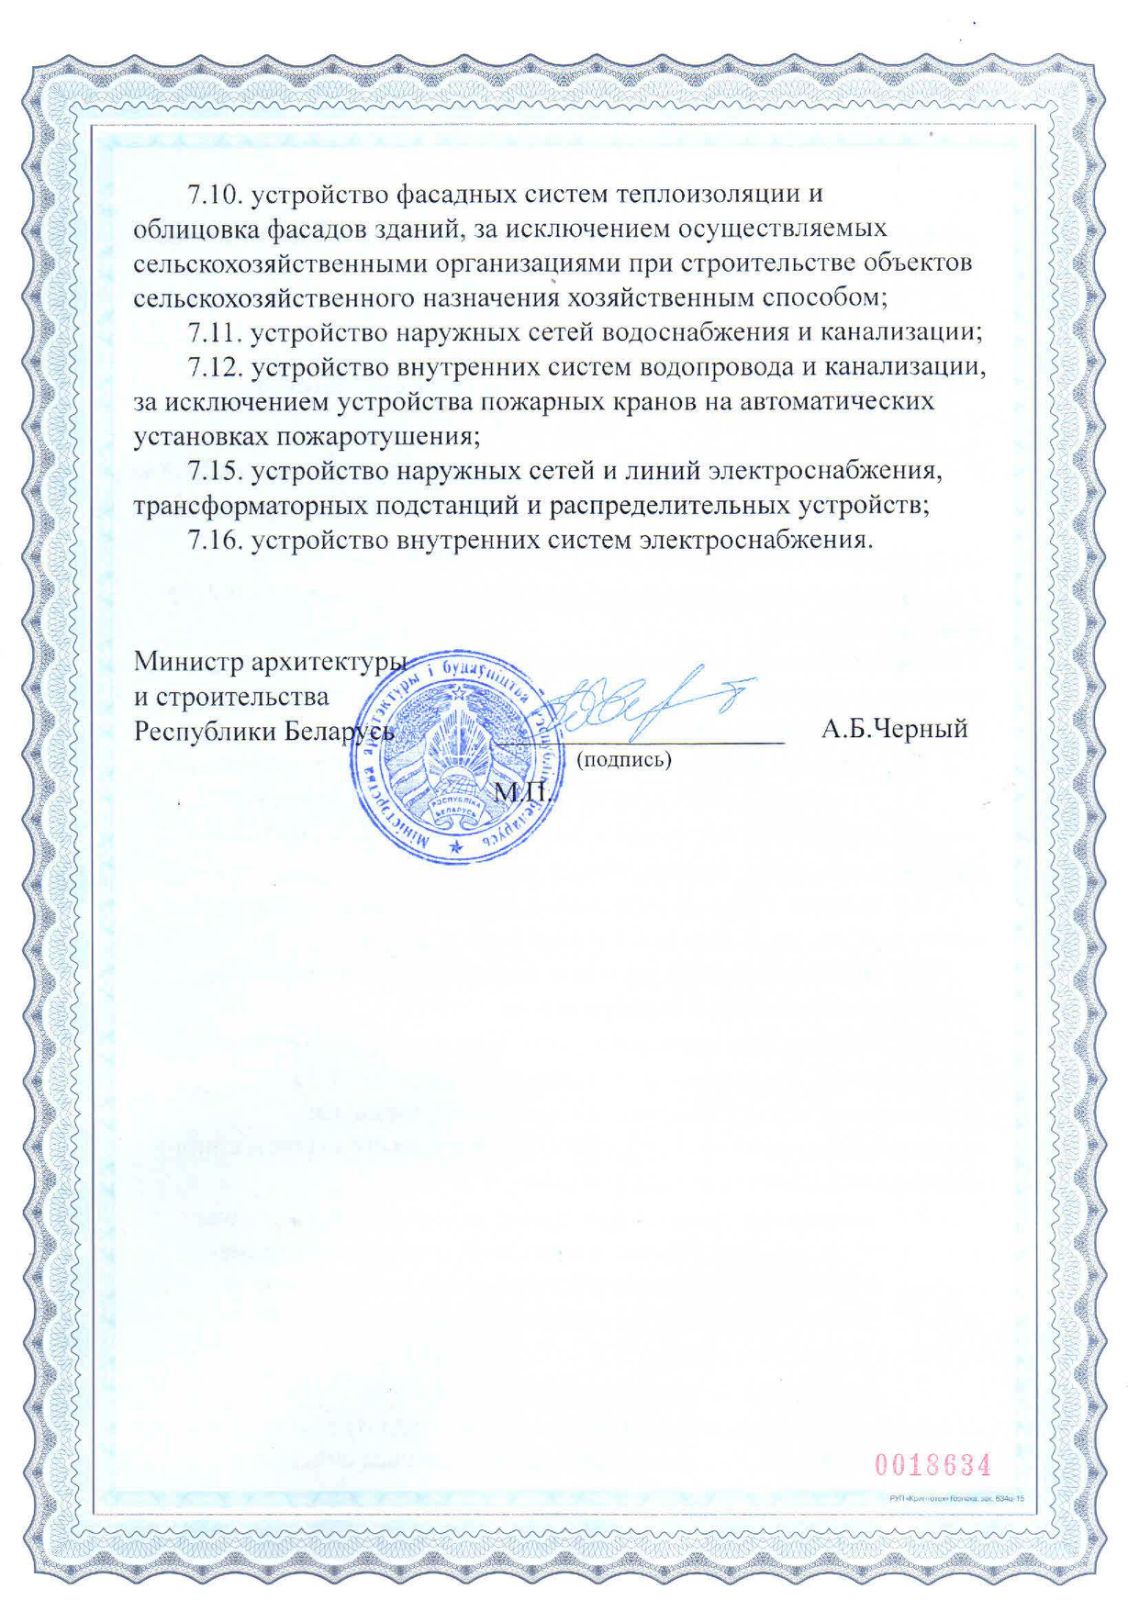 7.10. устройство фасадных систем теплоизоляции и
облицовка фасадов зданий, за исключением осуществляемых
сельскохозяйственными организациями при строительстве объектов
сельскохозяйственного назначения хозяйственным способом;
7.11. устройство наружных сетей водоснабжения и канализации;
7.12. устройство внутренних систем водопровода и канализации,
за исключением устройства пожарных кранов на автоматических
установках пожаротушения;
7.15. устройство наружных сетей и линий электроснабжения,
трансформаторных подстанций и распределительных устройств;
7.16. устройство внутренних систем электроснабжения.
Министр архитектуры
и строительства
Республики Беларусь
А.Б.Черный
(подпись)
М.П.
Міністэрства архітэктуры і будаўніцтва Рэспублікі Беларусь
РЭСПУБЛІКА
БЕЛАРУСЬ
0018634
РУП «Криптотех» Гознака, зак. 634ц-15